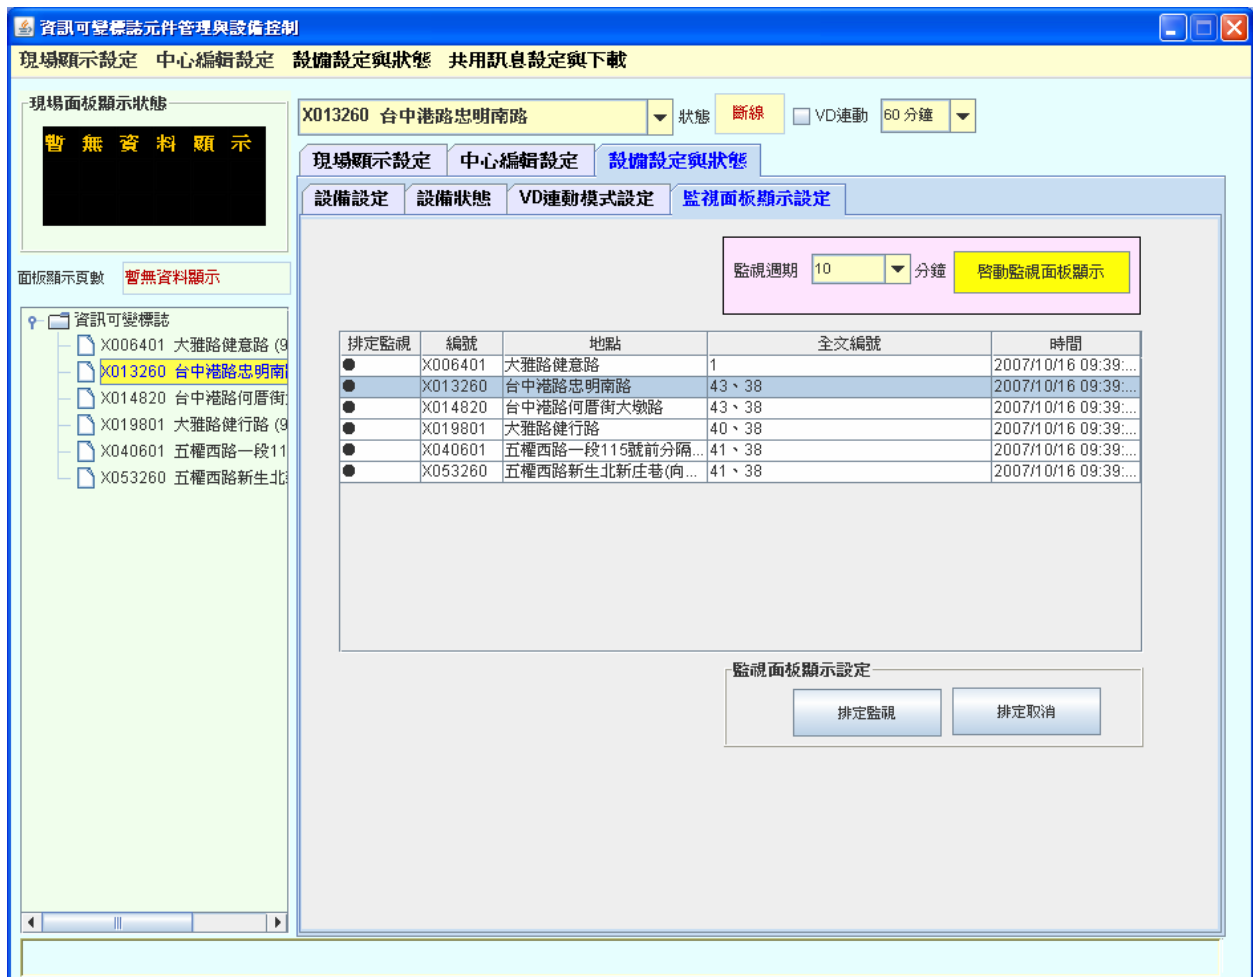 資訊可變標誌元件管理與設備控制
現場顯示設定 中心編輯設定 設備設定與狀態 共用訊息設定與下載
現場面板顯示狀態
暫無資料顯示
面板顯示頁數 暫無資料顯示
資訊可變標誌
X006401 大雅路健意路 (9
X013260 台中港路忠明南
X014820 台中港路何厝街
X019801 大雅路健行路 (9
X040601 五權西路一段11
X053260 五權西路新生北
X013260 台中港路忠明南路 狀態 斷線 VD連動 60 分鐘
現場顯示設定 中心編輯設定 設備設定與狀態
設備設定 設備狀態 VD連動模式設定 監視面板顯示設定
監視週期 10 分鐘 啓動監視面板顯示
排定監視 編號 地點 全文編號 時間
● X006401 大雅路健意路 1 2007/10/16 09:39:...
● X013260 台中港路忠明南路 43、38 2007/10/16 09:39:...
● X014820 台中港路何厝街大墩路 43、38 2007/10/16 09:39:...
● X019801 大雅路健行路 40、38 2007/10/16 09:39:...
● X040601 五權西路一段115號前分隔... 41、38 2007/10/16 09:39:...
● X053260 五權西路新生北新庄巷(向... 41、38 2007/10/16 09:39:...
監視面板顯示設定
排定監視 排定取消